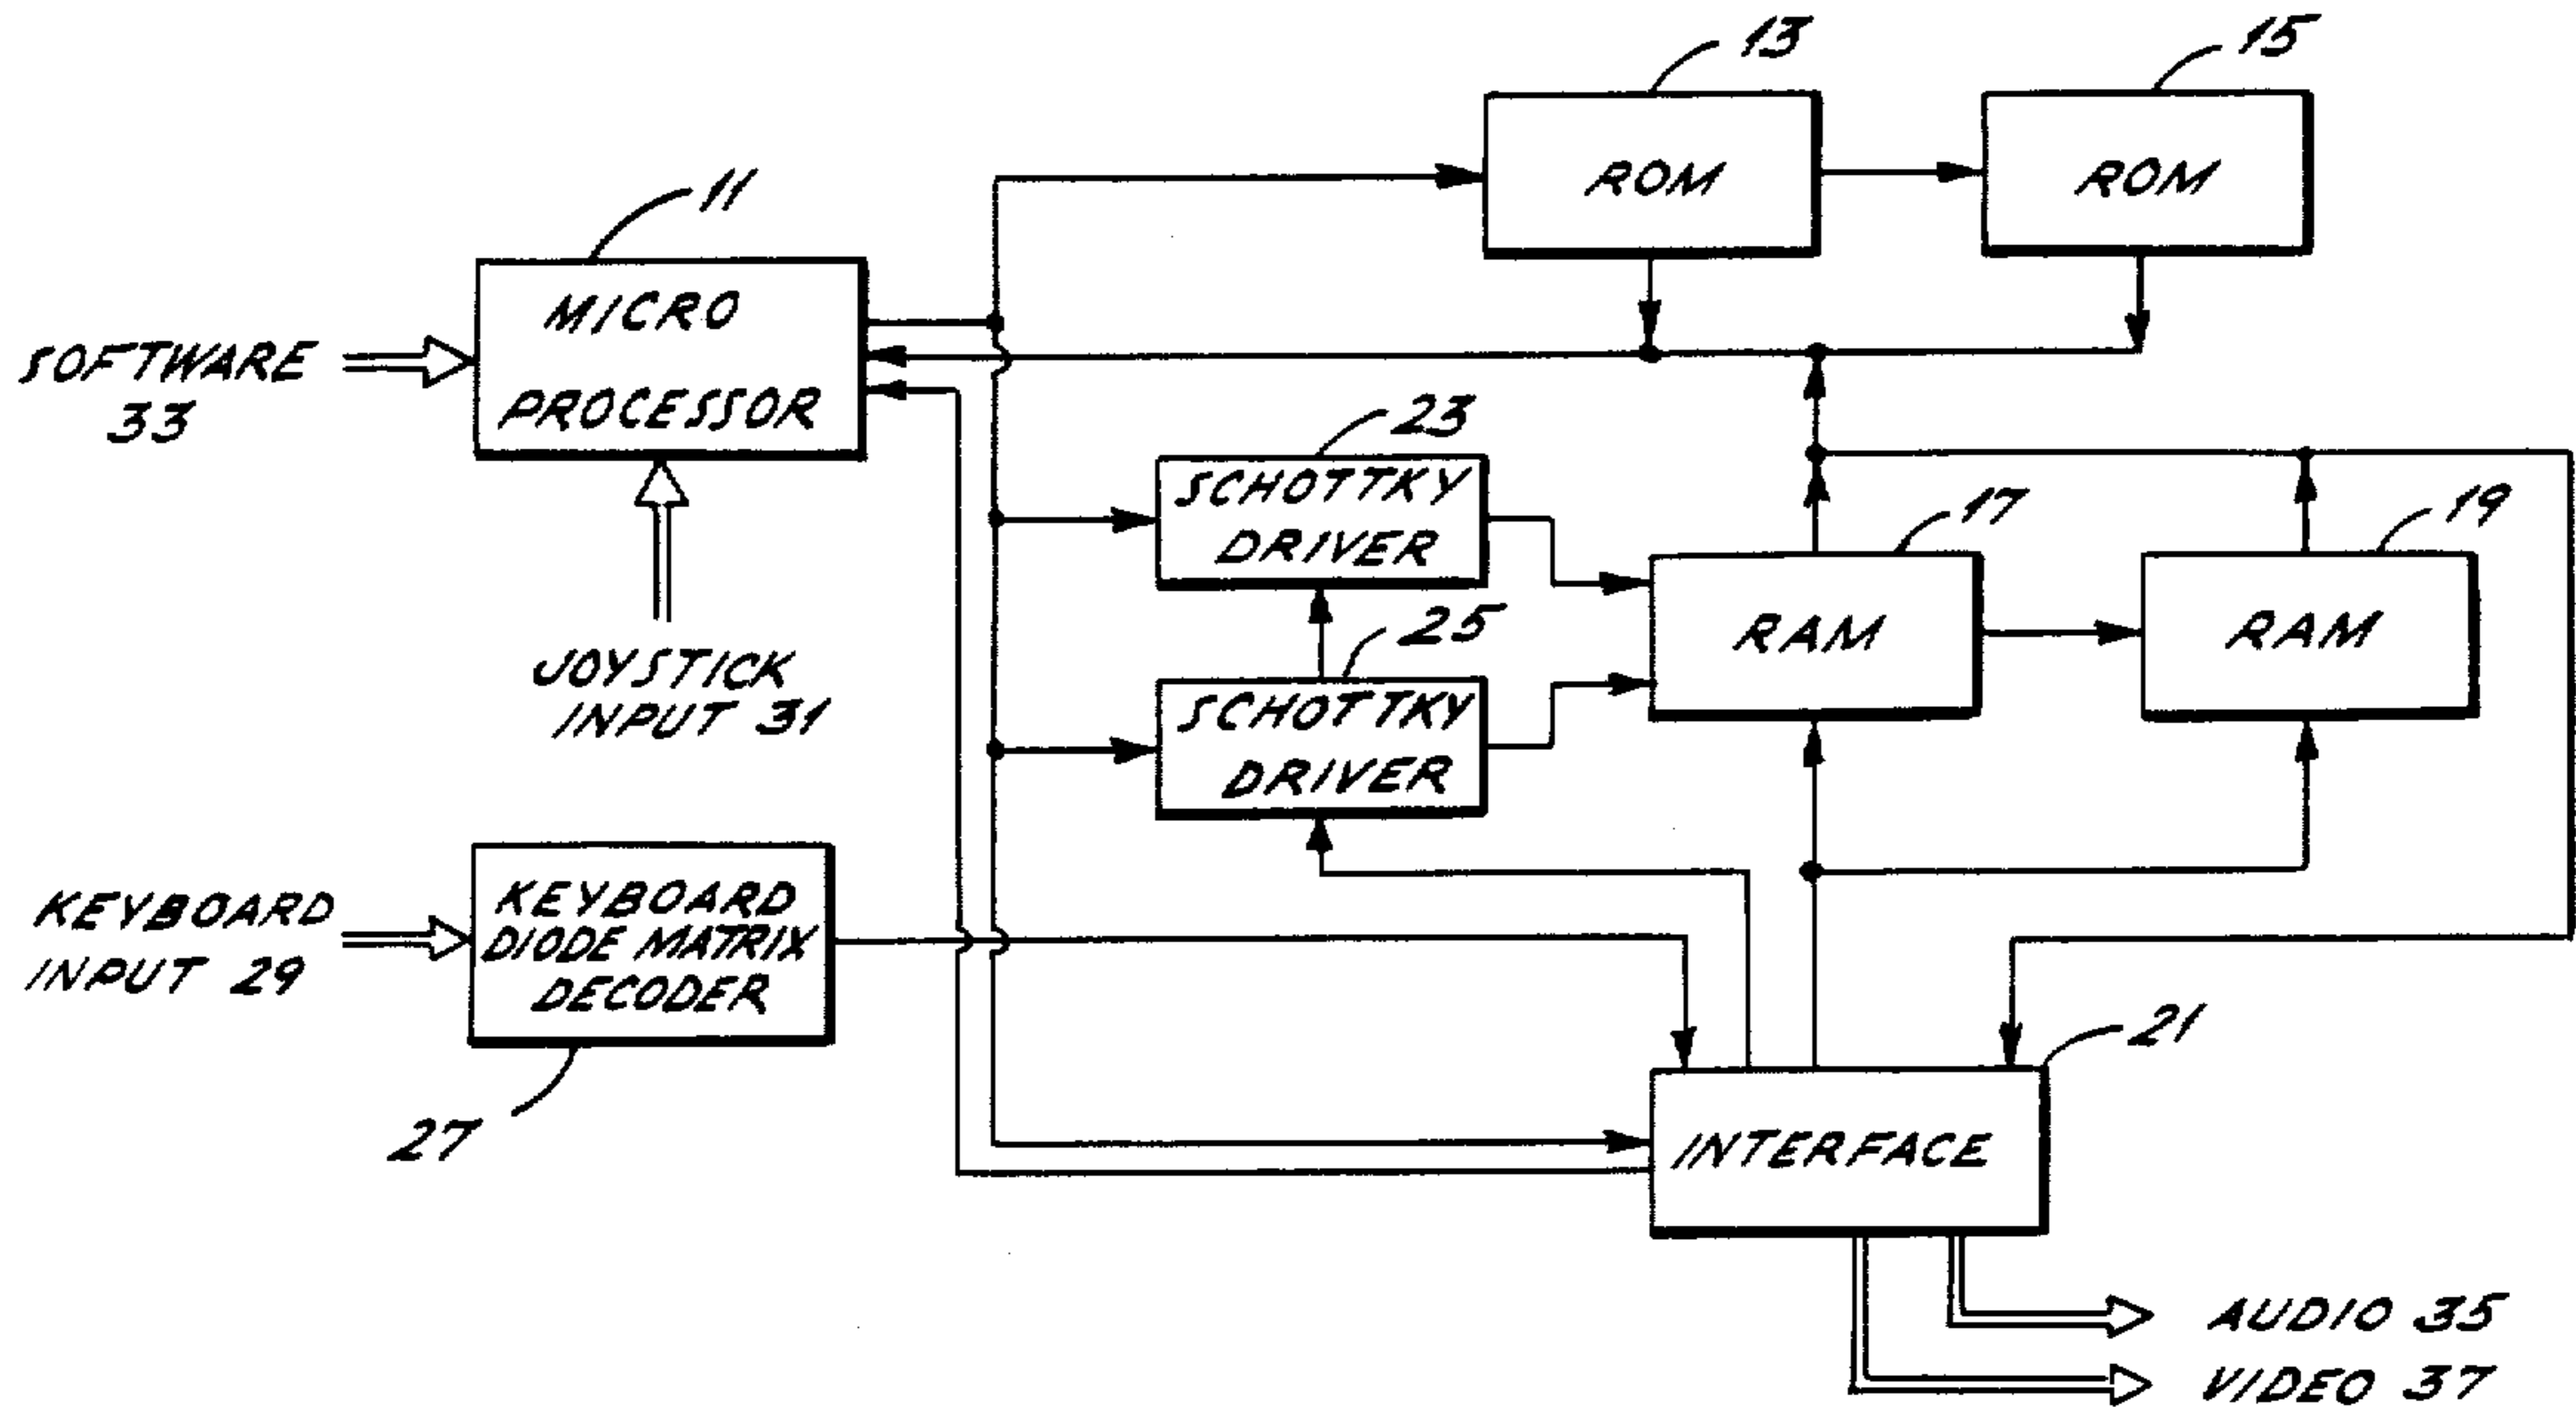 13
15
ROM
ROM
11
MICRO
PROCESSOR
SOFTWARE
33
JOYSTICK
INPUT 31
23
SCHOTTKY
DRIVER
25
SCHOTTKY
DRIVER
17
RAM
19
RAM
KEYBOARD
INPUT 29
KEYBOARD
DIODE MATRIX
DECODER
27
21
INTERFACE
AUDIO 35
VIDEO 37